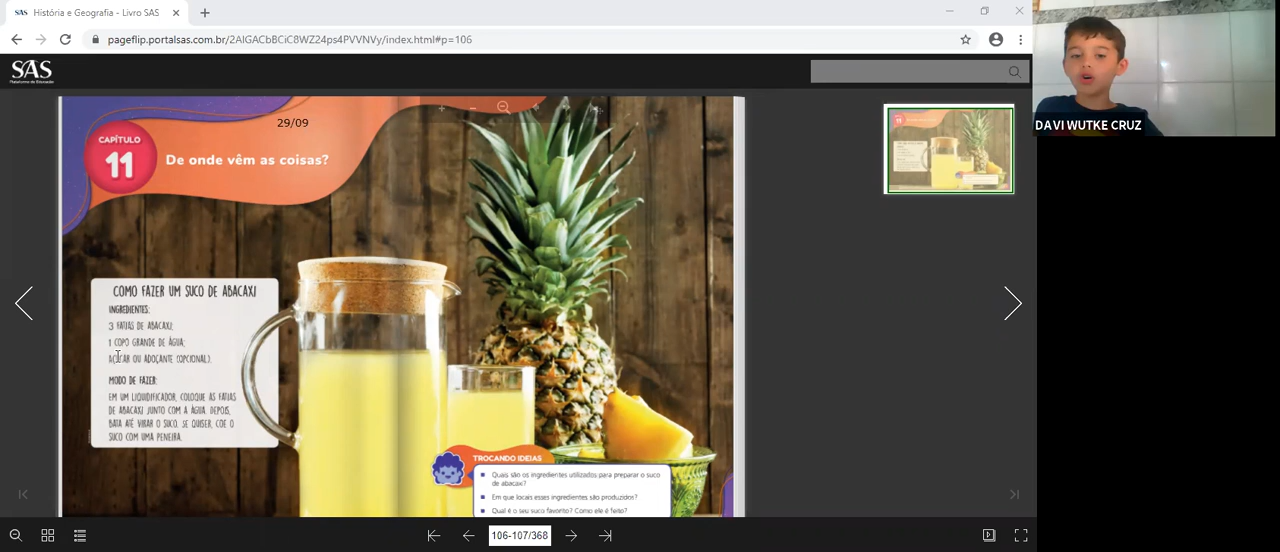 História e Geografia - Livro SAS
pageflip.portalsas.com.br/2AIGACbBCiC8WZ24ps4PVVNVy/index.html#p=106
SAS
Plataforma de Educação
DAVI WUTKE CRUZ
29/09
CAPÍTULO
11
De onde vêm as coisas?
COMO FAZER UM SUCO DE ABACAXI
INGREDIENTES:
3 FATIAS DE ABACAXI;
1 COPO GRANDE DE ÁGUA;
AÇÚCAR OU ADOÇANTE (OPCIONAL).
MODO DE FAZER:
EM UM LIQUIDIFICADOR, COLOQUE AS FATIAS
DE ABACAXI JUNTO COM A ÁGUA. DEPOIS,
BATA ATÉ VIRAR O SUCO. SE QUISER, COE O
SUCO COM UMA PENEIRA.
TROCANDO IDEIAS
Quais são os ingredientes utilizados para preparar o suco
de abacaxi?
Em que locais esses ingredientes são produzidos?
Qual é o seu suco favorito? Como ele é feito?
106-107/368